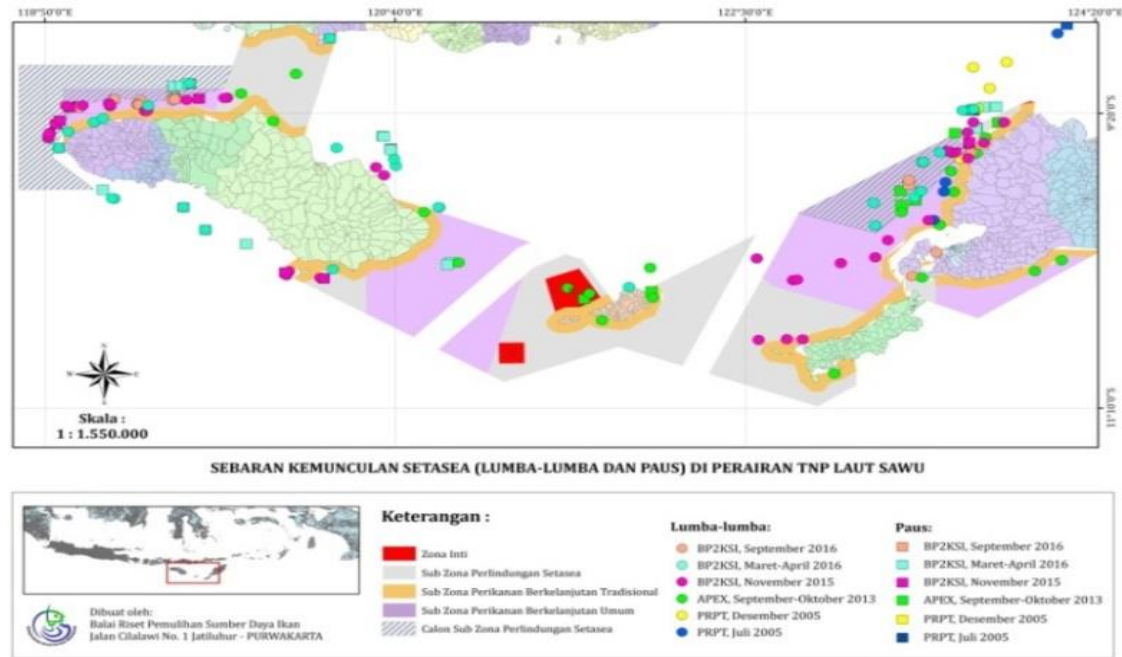 118°50'0"E 120°40'0"E 122°30'0"E 124°20'0"E
9°20'0"S
11°10'0"S
N
W E
S
Skala :
1 : 1.550.000
SEBARAN KEMUNCULAN SETASEA (LUMBA-LUMBA DAN PAUS) DI PERAIRAN TNP LAUT SAWU
Dibuat oleh:
Balai Riset Pemulihan Sumber Daya Ikan
Jalan Cilalawi No. 1 Jatiluhur - PURWAKARTA
Keterangan :
Zona Inti
Sub Zona Perlindungan Setasea
Sub Zona Perikanan Berkelanjutan Tradisional
Sub Zona Perikanan Berkelanjutan Umum
Calon Sub Zona Perlindungan Setasea
Lumba-lumba:
BP2KSI, September 2016
BP2KSI, Maret-April 2016
BP2KSI, November 2015
APEX, September-Oktober 2013
PRPT, Desember 2005
PRPT, Juli 2005
Paus:
BP2KSI, September 2016
BP2KSI, Maret-April 2016
BP2KSI, November 2015
APEX, September-Oktober 2013
PRPT, Desember 2005
PRPT, Juli 2005